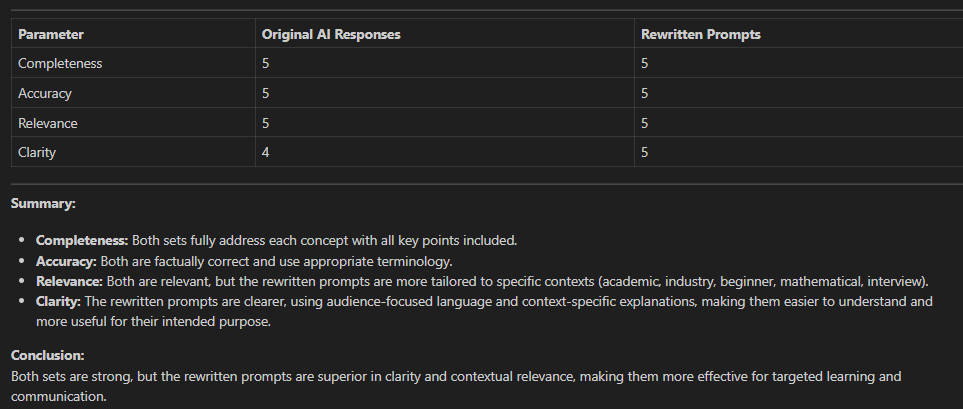 Parameter Original AI Responses Rewritten Prompts
Completeness 5 5
Accuracy 5 5
Relevance 5 5
Clarity 4 5
Summary:
• Completeness: Both sets fully address each concept with all key points included.
• Accuracy: Both are factually correct and use appropriate terminology.
• Relevance: Both are relevant, but the rewritten prompts are more tailored to specific contexts (academic, industry, beginner, mathematical, interview).
• Clarity: The rewritten prompts are clearer, using audience-focused language and context-specific explanations, making them easier to understand and
more useful for their intended purpose.
Conclusion:
Both sets are strong, but the rewritten prompts are superior in clarity and contextual relevance, making them more effective for targeted learning and
communication.